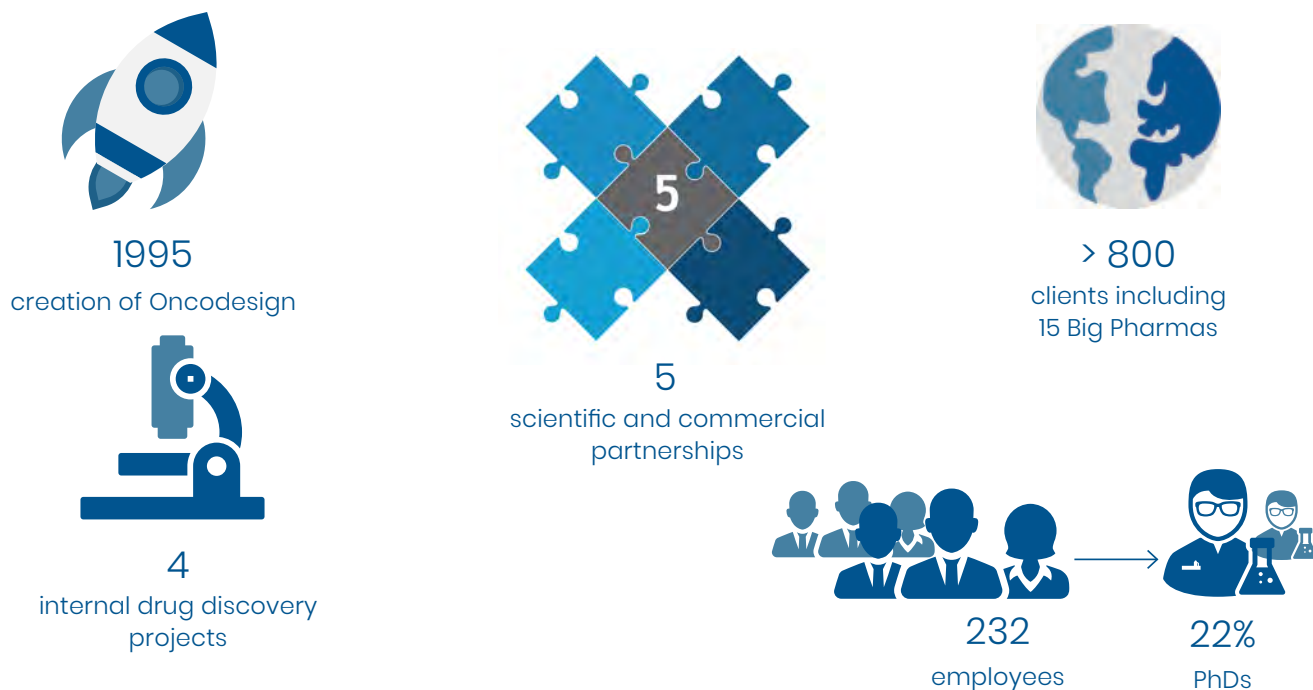 1995
creation of Oncodesign
4
internal drug discovery
projects
5
5
scientific and commercial
partnerships
> 800
clients including
15 Big Pharmas
232
employees
22%
PhDs